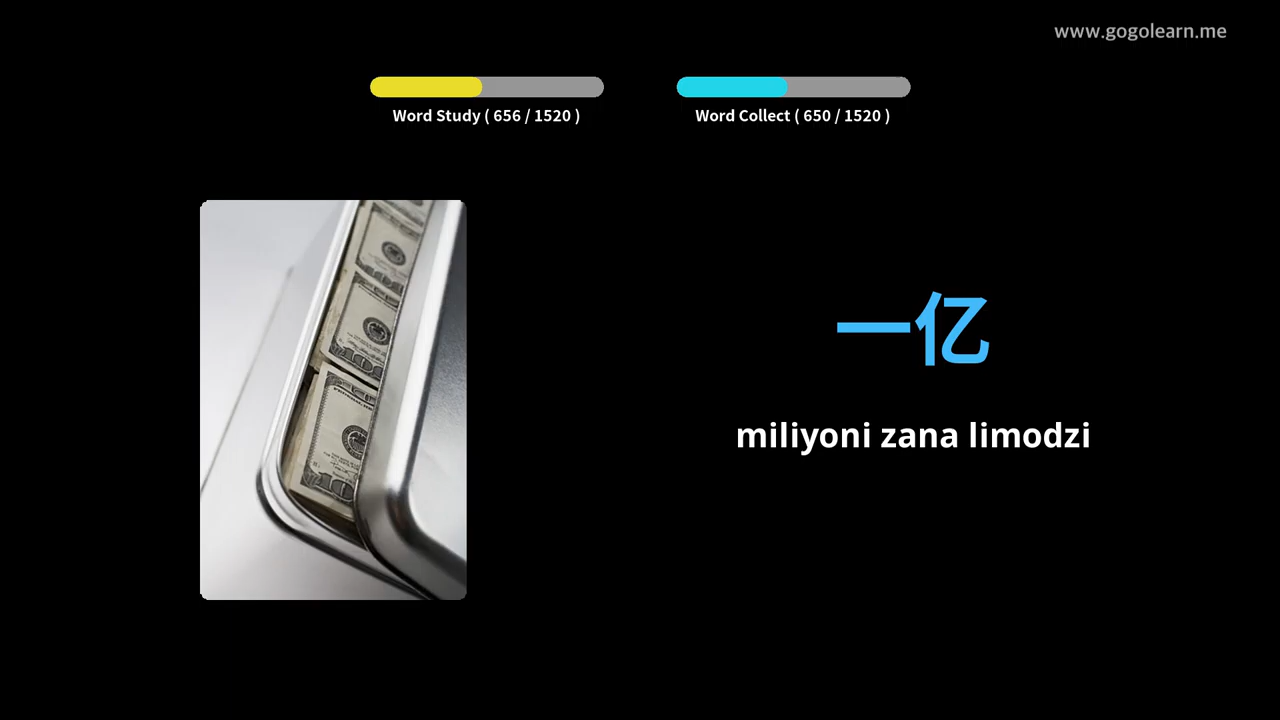 www.gogolearn.me
Word Study ( 656 / 1520 )
Word Collect ( 650 / 1520 )
一亿
miliyoni zana limodzi